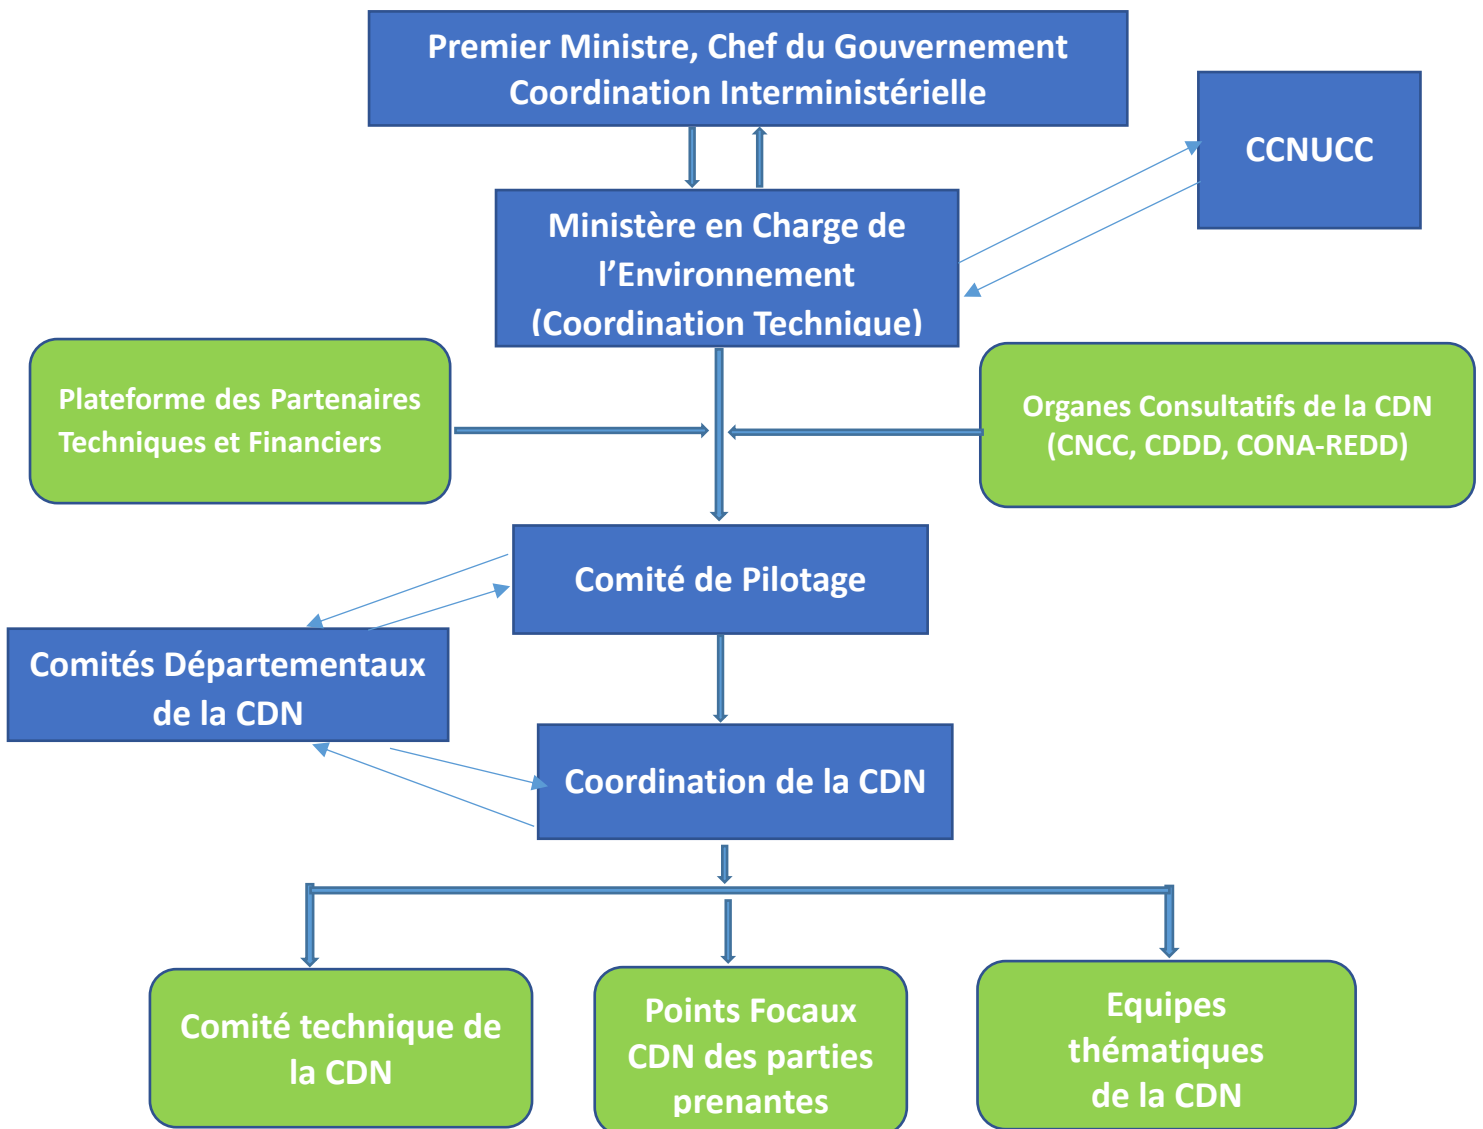 Premier Ministre, Chef du Gouvernement
Coordination Interministérielle
CCNUCC
Ministère en Charge de
l’Environnement
(Coordination Technique)
Plateforme des Partenaires
Techniques et Financiers
Organes Consultatifs de la CDN
(CNCC, CDDD, CONA-REDD)
Comité de Pilotage
Comités Départementaux
de la CDN
Coordination de la CDN
Comité technique de
la CDN
Points Focaux
CDN des parties
prenantes
Equipes
thématiques
de la CDN